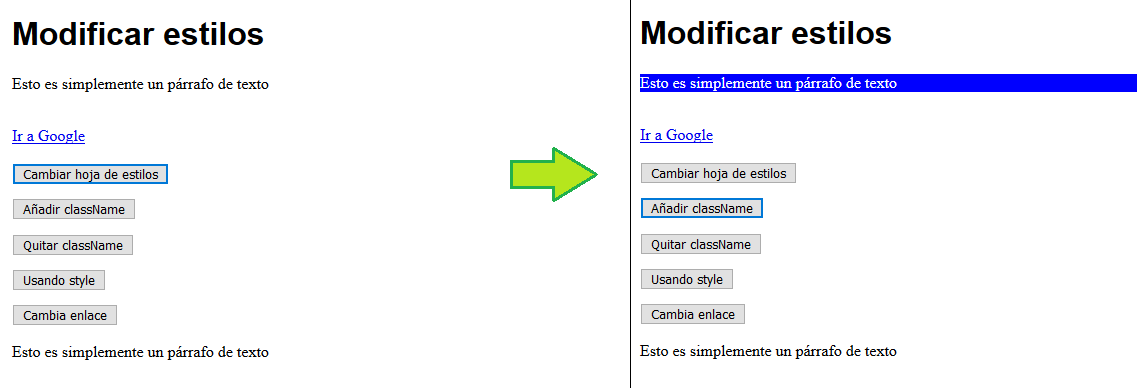 Modificar estilos
Esto es simplemente un párrafo de texto
Ir a Google
Cambiar hoja de estilos
Añadir className
Quitar className
Usando style
Cambia enlace
Esto es simplemente un párrafo de texto
Modificar estilos
Esto es simplemente un párrafo de texto
Ir a Google
Cambiar hoja de estilos
Añadir className
Quitar className
Usando style
Cambia enlace
Esto es simplemente un párrafo de texto